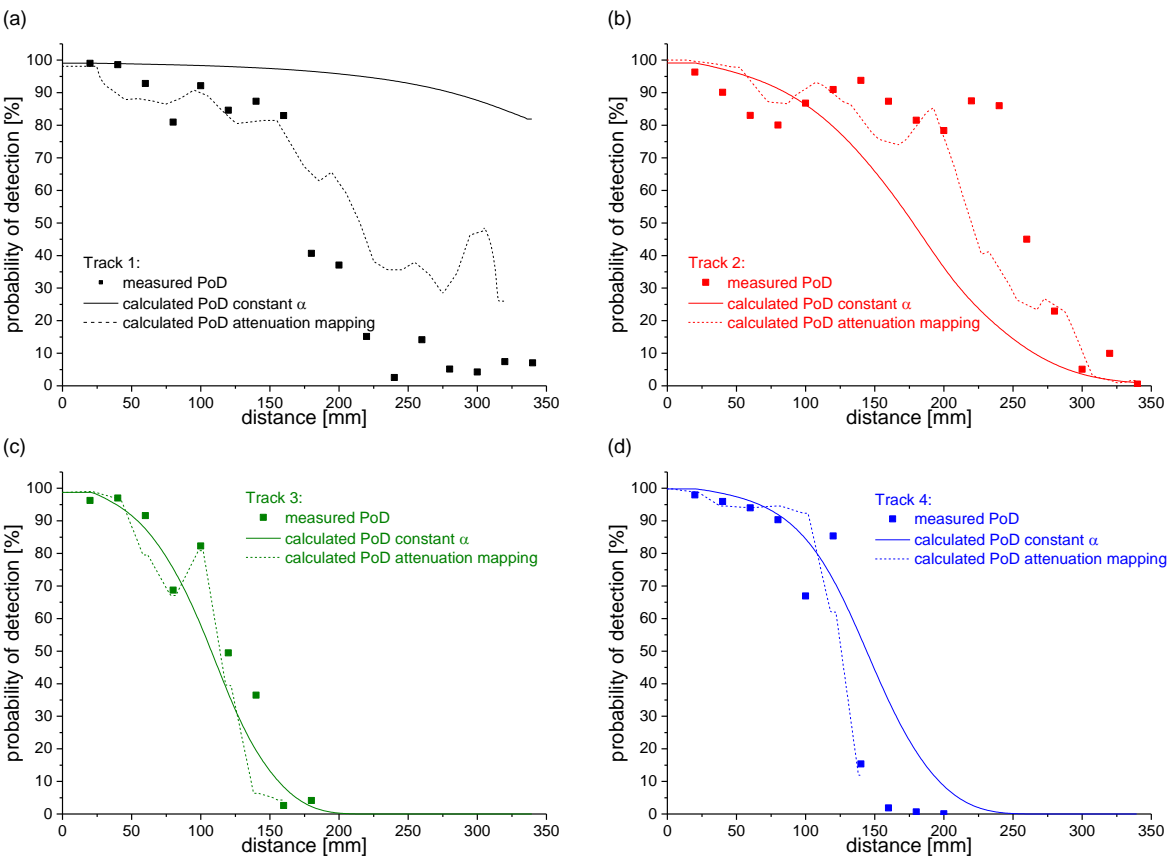 (a)
100
90
80
70
60
50
40
30
20
10
0
probability of detection [%]
Track 1:
measured PoD
calculated PoD constant α
calculated PoD attenuation mapping
0 50 100 150 200 250 300 350
distance [mm]
(b)
100
90
80
70
60
50
40
30
20
10
0
probability of detection [%]
Track 2:
measured PoD
calculated PoD constant α
calculated PoD attenuation mapping
0 50 100 150 200 250 300 350
distance [mm]
(c)
100
90
80
70
60
50
40
30
20
10
0
probability of detection [%]
Track 3:
measured PoD
calculated PoD constant α
calculated PoD attenuation mapping
0 50 100 150 200 250 300 350
distance [mm]
(d)
100
90
80
70
60
50
40
30
20
10
0
probability of detection [%]
Track 4:
measured PoD
calculated PoD constant α
calculated PoD attenuation mapping
0 50 100 150 200 250 300 350
distance [mm]